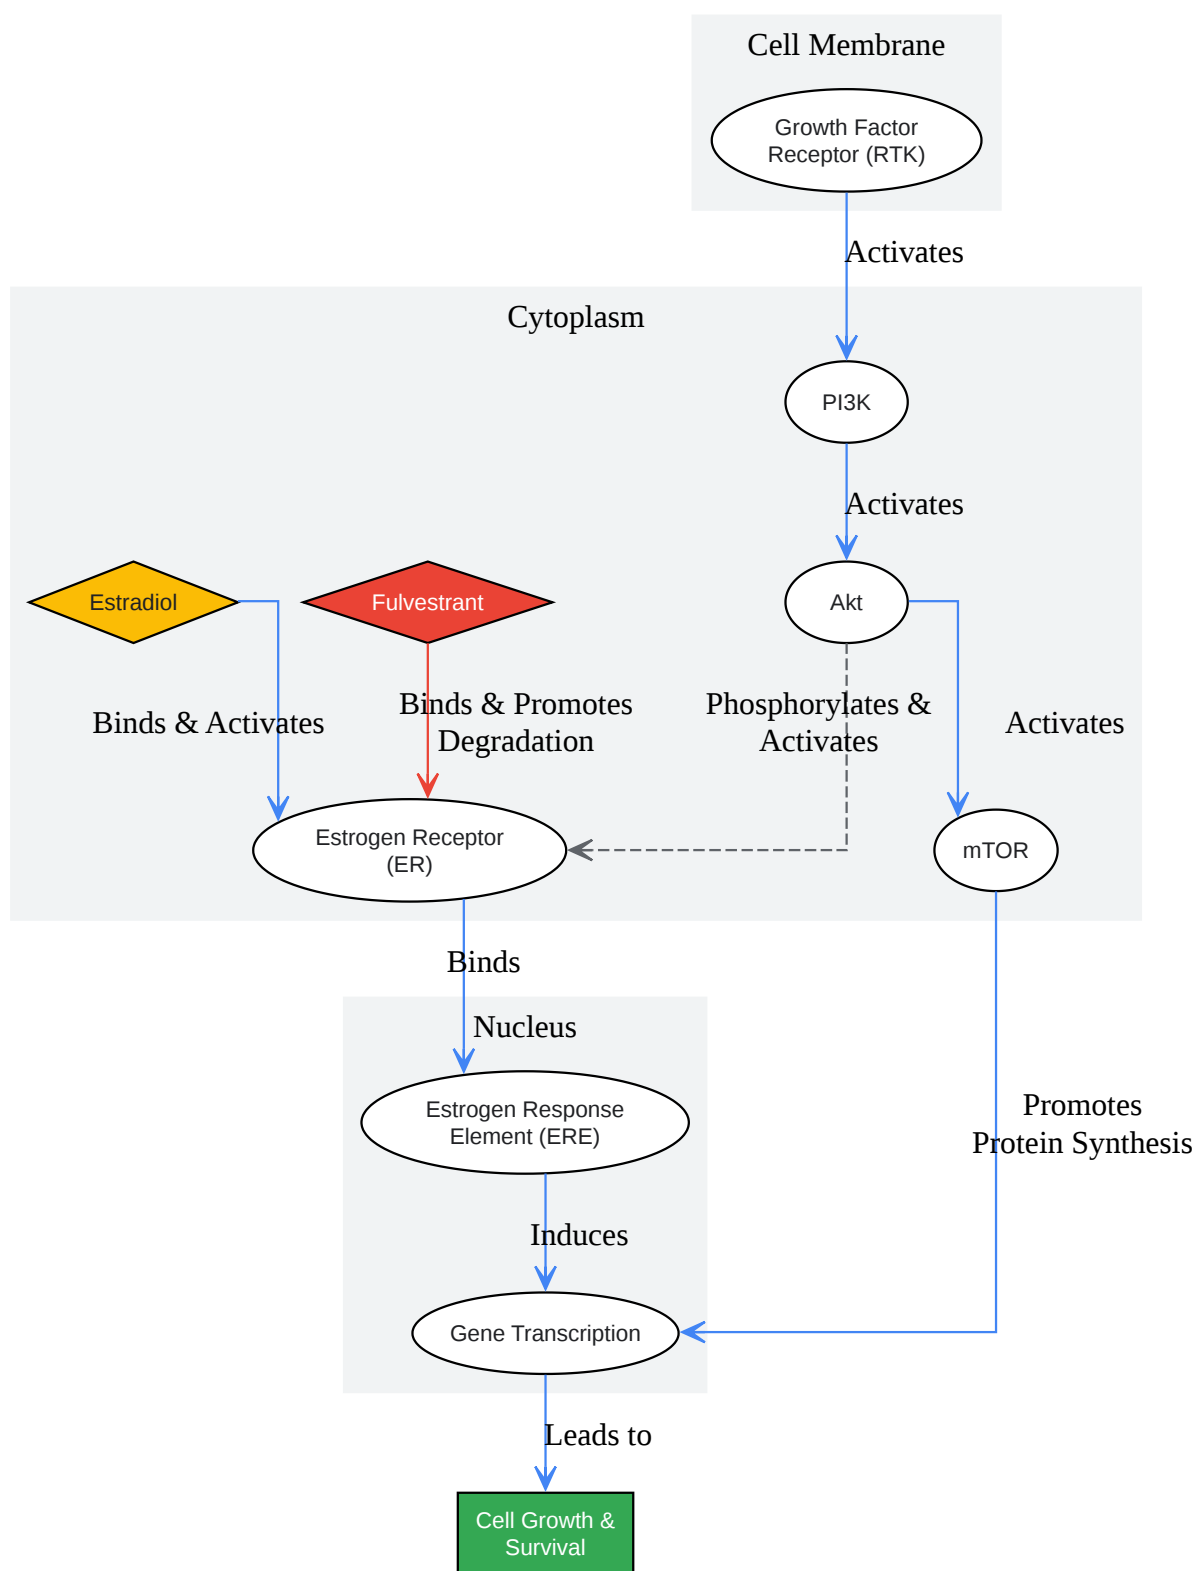 Cell Membrane
Growth Factor
Receptor (RTK)
Activates
Cytoplasm
PI3K
Activates
Estradiol
Fulvestrant
Akt
Binds & Activates
Binds & Promotes
Degradation
Phosphorylates &
Activates
Activates
Estrogen Receptor
(ER)
mTOR
Binds
Nucleus
Estrogen Response
Element (ERE)
Promotes
Protein Synthesis
Induces
Gene Transcription
Leads to
Cell Growth &
Survival